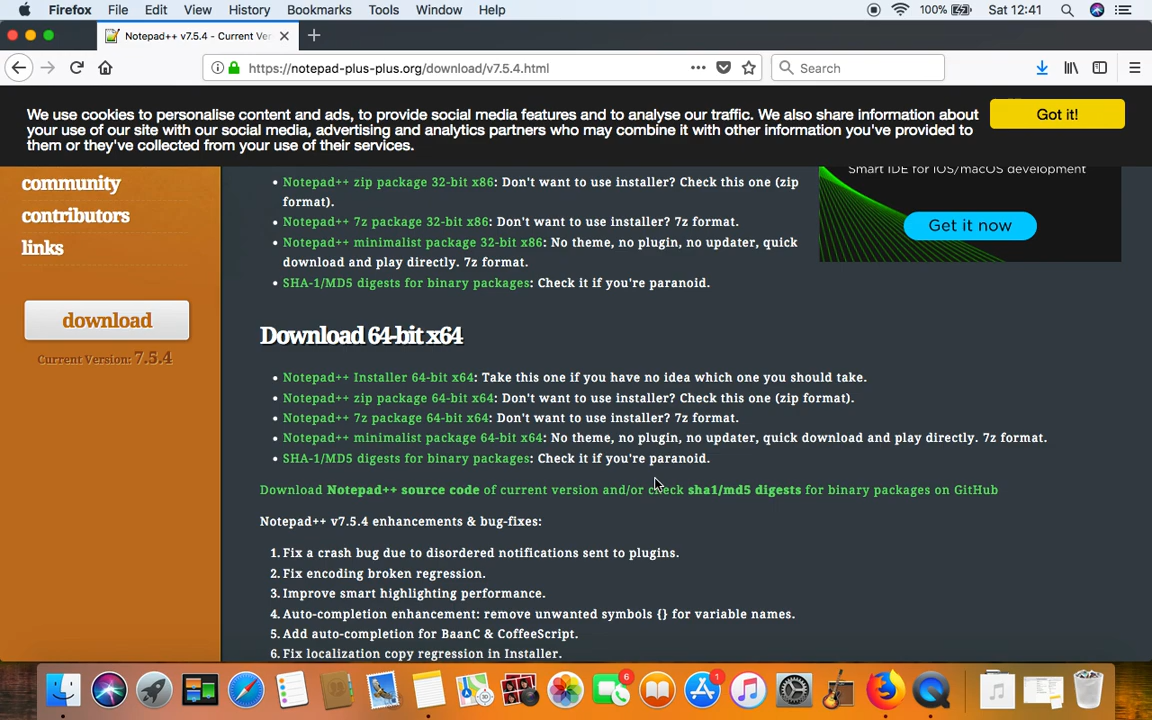 Firefox File Edit View History Bookmarks Tools Window Help 100% Sat 12:41
Notepad++ v7.5.4 - Current Ver
https://notepad-plus-plus.org/download/v7.5.4.html Search
We use cookies to personalise content and ads, to provide social media features and to analyse our traffic. We also share information about
your use of our site with our social media, advertising and analytics partners who may combine it with other information you've provided to
them or they've collected from your use of their services.
Got it!
community
contributors
links
download
Current Version: 7.5.4
• Notepad++ zip package 32-bit x86: Don't want to use installer? Check this one (zip
format).
• Notepad++ 7z package 32-bit x86: Don't want to use installer? 7z format.
• Notepad++ minimalist package 32-bit x86: No theme, no plugin, no updater, quick
download and play directly. 7z format.
• SHA-1/MD5 digests for binary packages: Check it if you're paranoid.
Smart IDE for iOS/macOS development
Get it now
Download 64-bit x64
• Notepad++ Installer 64-bit x64: Take this one if you have no idea which one you should take.
• Notepad++ zip package 64-bit x64: Don't want to use installer? Check this one (zip format).
• Notepad++ 7z package 64-bit x64: Don't want to use installer? 7z format.
• Notepad++ minimalist package 64-bit x64: No theme, no plugin, no updater, quick download and play directly. 7z format.
• SHA-1/MD5 digests for binary packages: Check it if you're paranoid.
Download Notepad++ source code of current version and/or check sha1/md5 digests for binary packages on GitHub
Notepad++ v7.5.4 enhancements & bug-fixes:
1. Fix a crash bug due to disordered notifications sent to plugins.
2. Fix encoding broken regression.
3. Improve smart highlighting performance.
4. Auto-completion enhancement: remove unwanted symbols {} for variable names.
5. Add auto-completion for BaanC & CoffeeScript.
6. Fix localization copy regression in Installer.
6
1